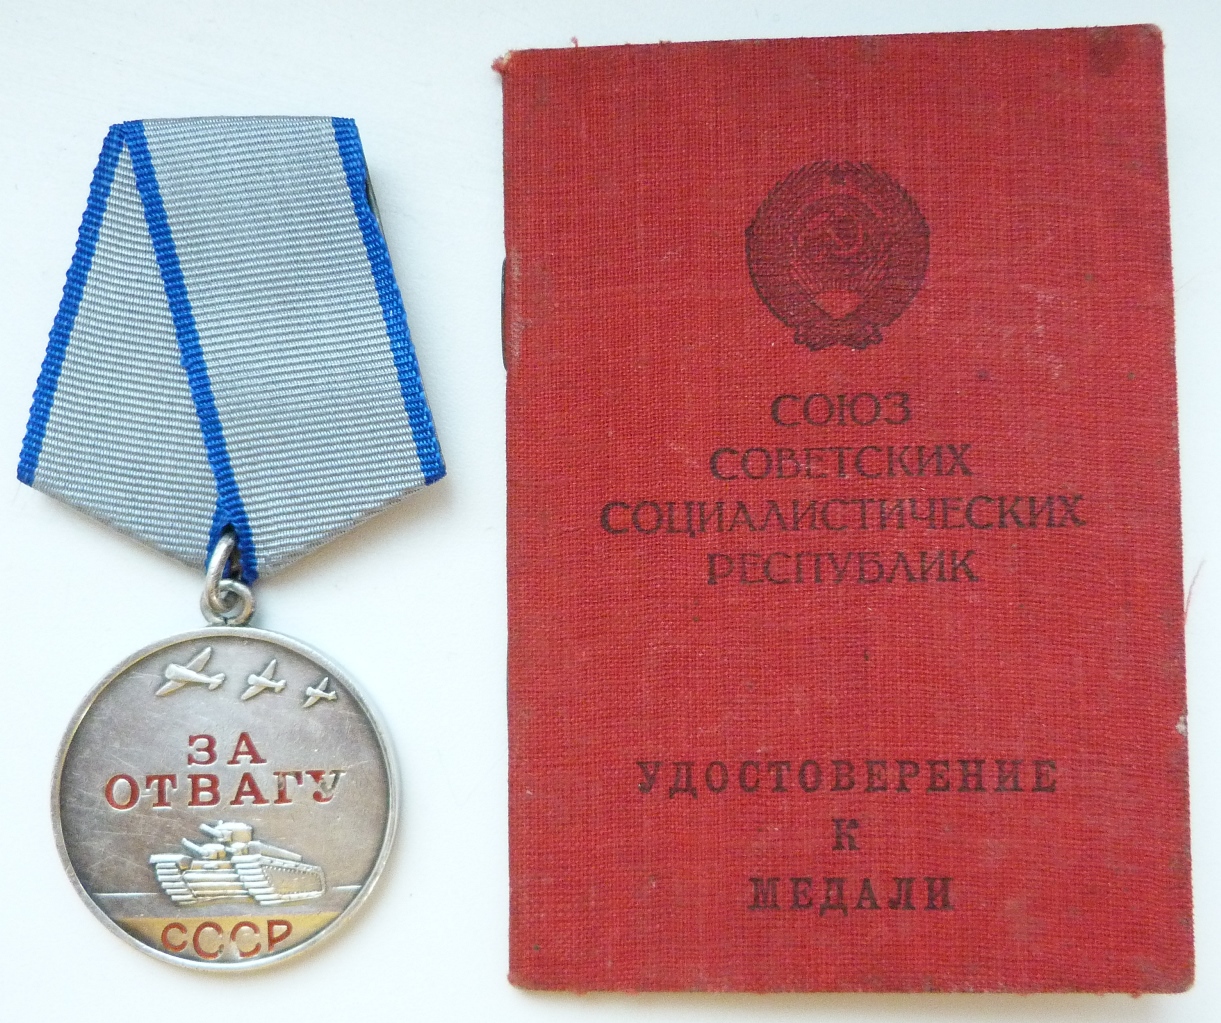 ЗА
ОТВАГУ
СССР
СОЮЗ
СОВЕТСКИХ
СОЦИАЛИСТИЧЕСКИХ
РЕСПУБЛИК
УДОСТОВЕРЕНИЕ
К
МЕДАЛИ